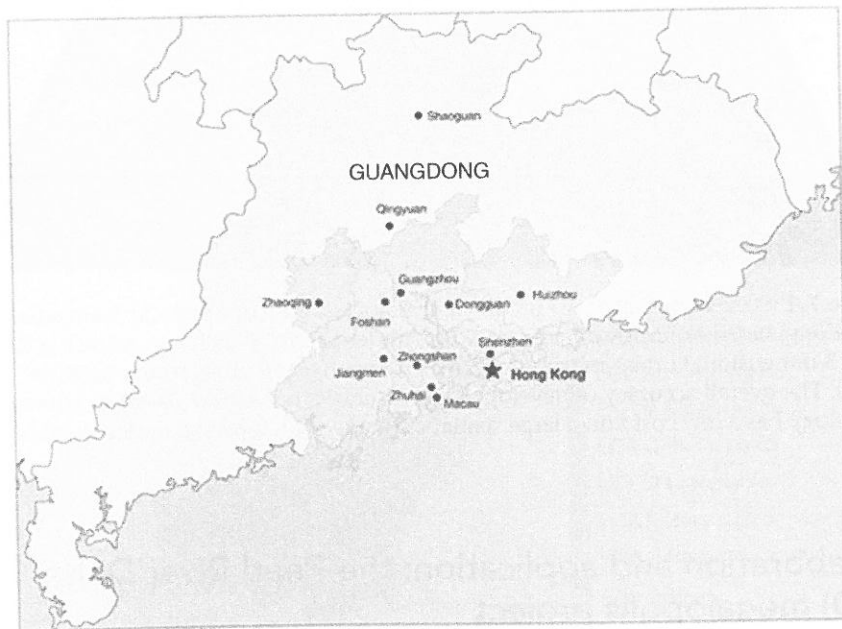 Shaoguan
GUANGDONG
Qingyuan
Guangzhou
Zhaoqing
Dongguan
Huizhou
Foshan
Shenzhen
Zhongshan
Jiangmen
Hong Kong
Zhuhai
Macau